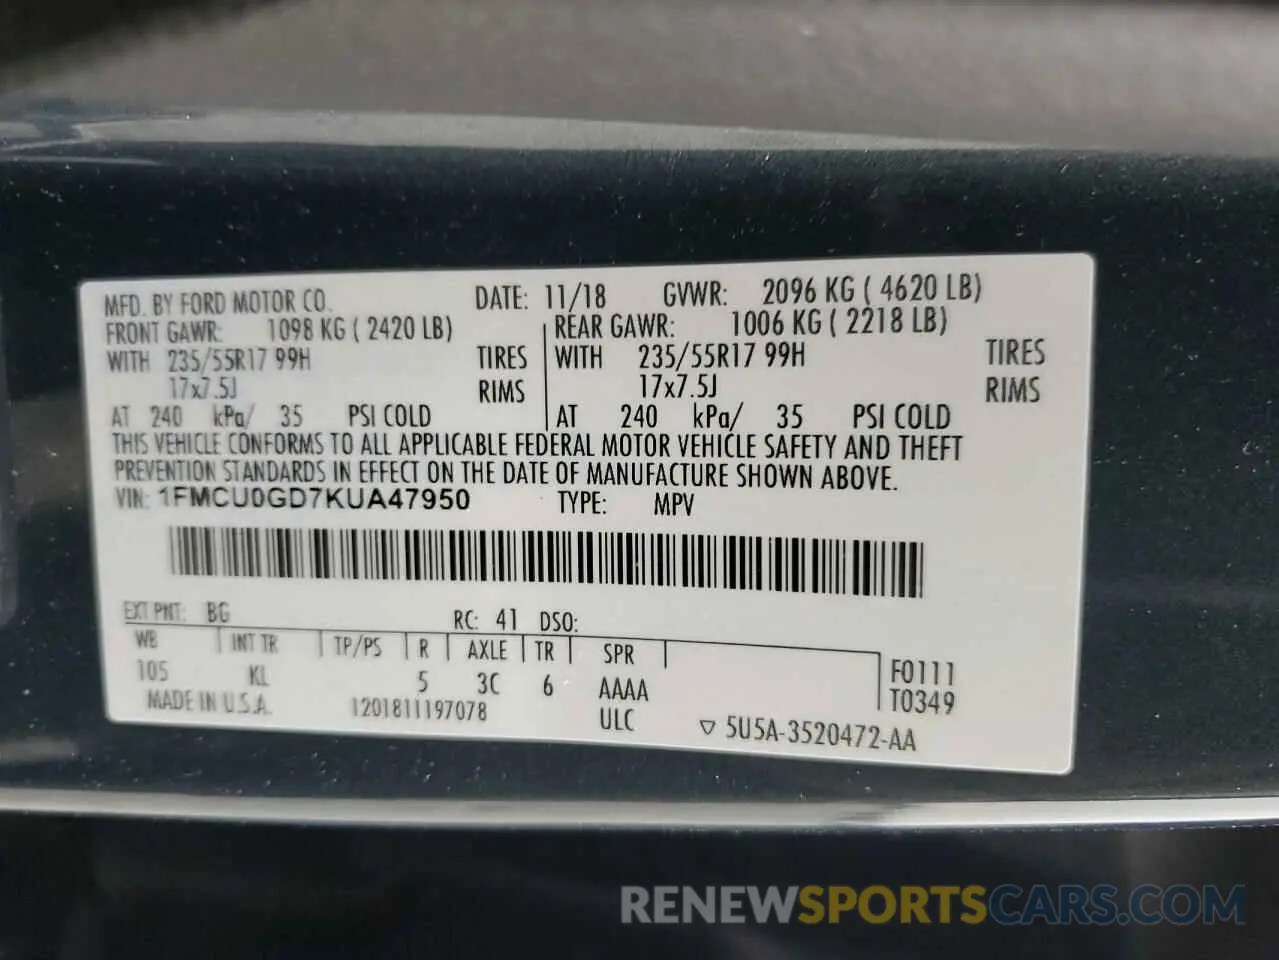 MFD. BY FORD MOTOR CO. DATE: 11/18 GVWR: 2096 KG ( 4620 LB)
FRONT GAWR: 1098 KG ( 2420 LB) REAR GAWR: 1006 KG ( 2218 LB)
WITH 235/55R17 99H TIRES WITH 235/55R17 99H TIRES
17x7.5J RIMS 17x7.5J RIMS
AT 240 kPa/ 35 PSI COLD AT 240 kPa/ 35 PSI COLD
THIS VEHICLE CONFORMS TO ALL APPLICABLE FEDERAL MOTOR VEHICLE SAFETY AND THEFT
PREVENTION STANDARDS IN EFFECT ON THE DATE OF MANUFACTURE SHOWN ABOVE.
VIN: 1FMCU0GD7KUA47950 TYPE: MPV
EXT PNT: BG RC: 41 DSO:
WB INT TR TP/PS R AXLE TR SPR
105 KL 5 3C 6 AAAA F0111
T0349
MADE IN U.S.A. 1201811197078 ULC ▽ 5U5A-3520472-AA
RENEWSPORTSCARS.COM